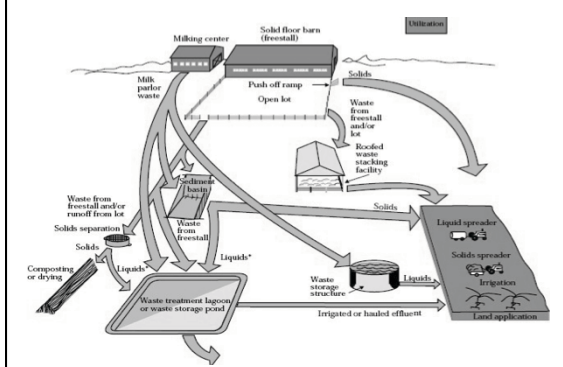 Utilization
Solid floor barn
(freestall)
Milking center
Milk
parlor
waste
Push off ramp
Open lot
Solids
Waste
from
freestall
and/or
lot
Roofed
waste
stacking
facility
Sediment
basin
Waste from
freestall and/or
runoff from lot
Solids separation
Solids
Composting
or drying
Liquids*
Waste
from
freestall
Liquids*
Solids
Waste treatment lagoon
or waste storage pond
Waste
storage
structure
Liquids
Irrigated or hauled effluent
Liquid spreader
Solids spreader
Irrigation
Land application